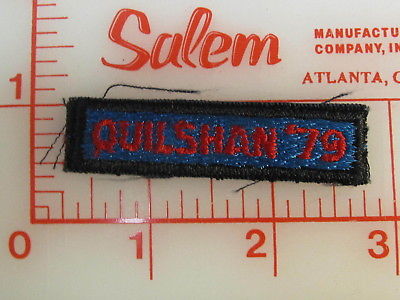 Salem
MANUFACTU
COMPANY, IN
ATLANTA, G
1
QUILSHAN '79
0 1 2 3